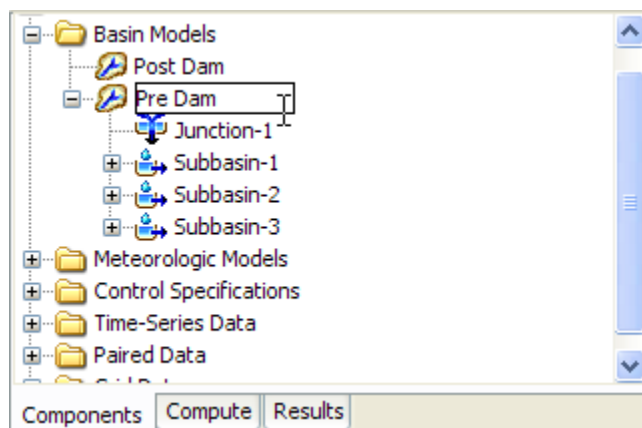 Basin Models
Post Dam
Pre Dam
Junction-1
Subbasin-1
Subbasin-2
Subbasin-3
Meteorologic Models
Control Specifications
Time-Series Data
Paired Data
Components Compute Results